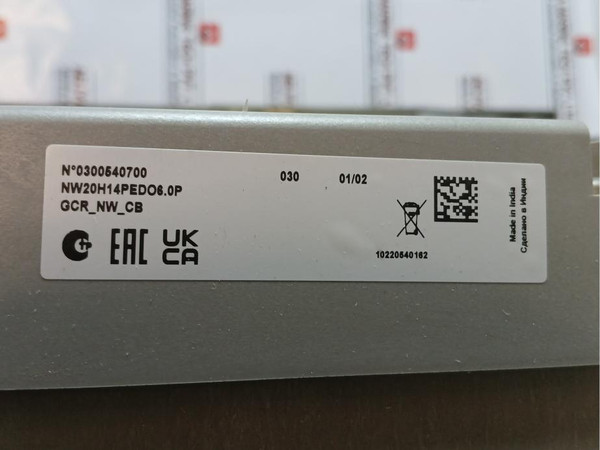 N°0300540700
030
01/02
NW20H14PEDO6.0P
GCR_NW_CB
EAC
UK
CA
10220540162
Made in India
Сделано в Индии